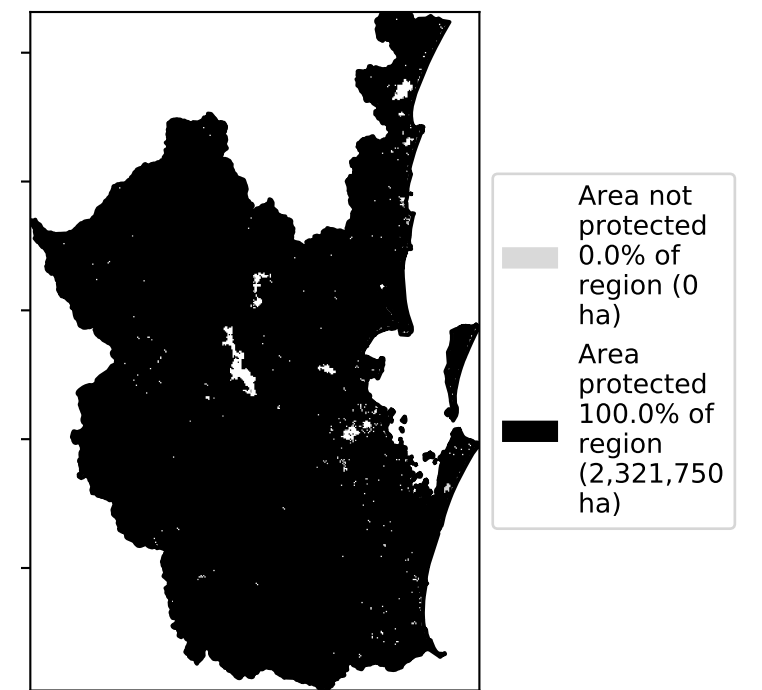 Area not
protected
0.0% of
region (0
ha)
Area
protected
100.0% of
region
(2,321,750
ha)